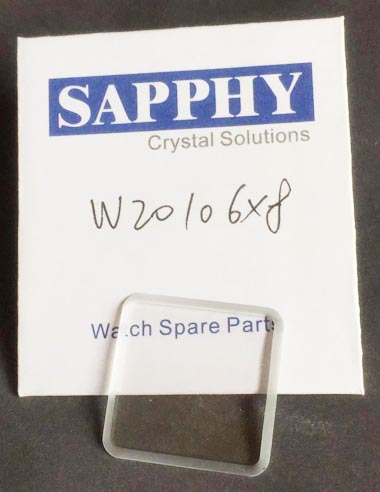 SAPPHY
Crystal Solutions
W20106X8
Watch Spare Parts